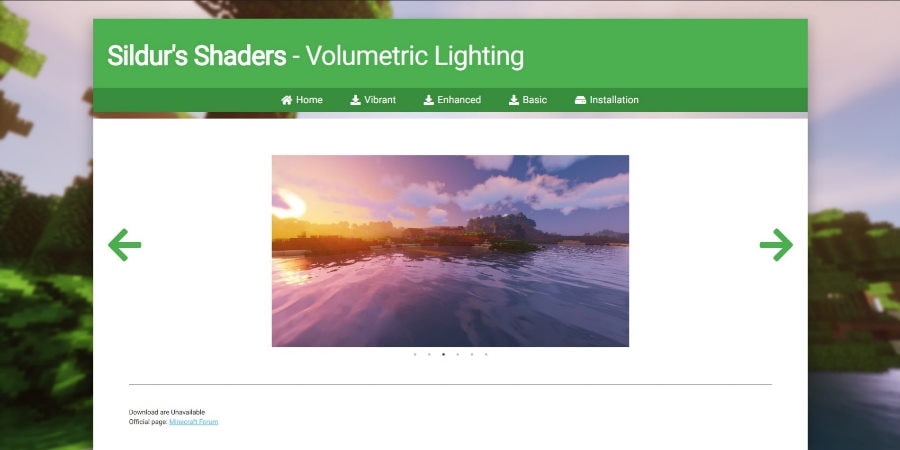 Sildur's Shaders - Volumetric Lighting
Home Vibrant Enhanced Basic Installation
Download are Unavailable
Official page: Minecraft Forum